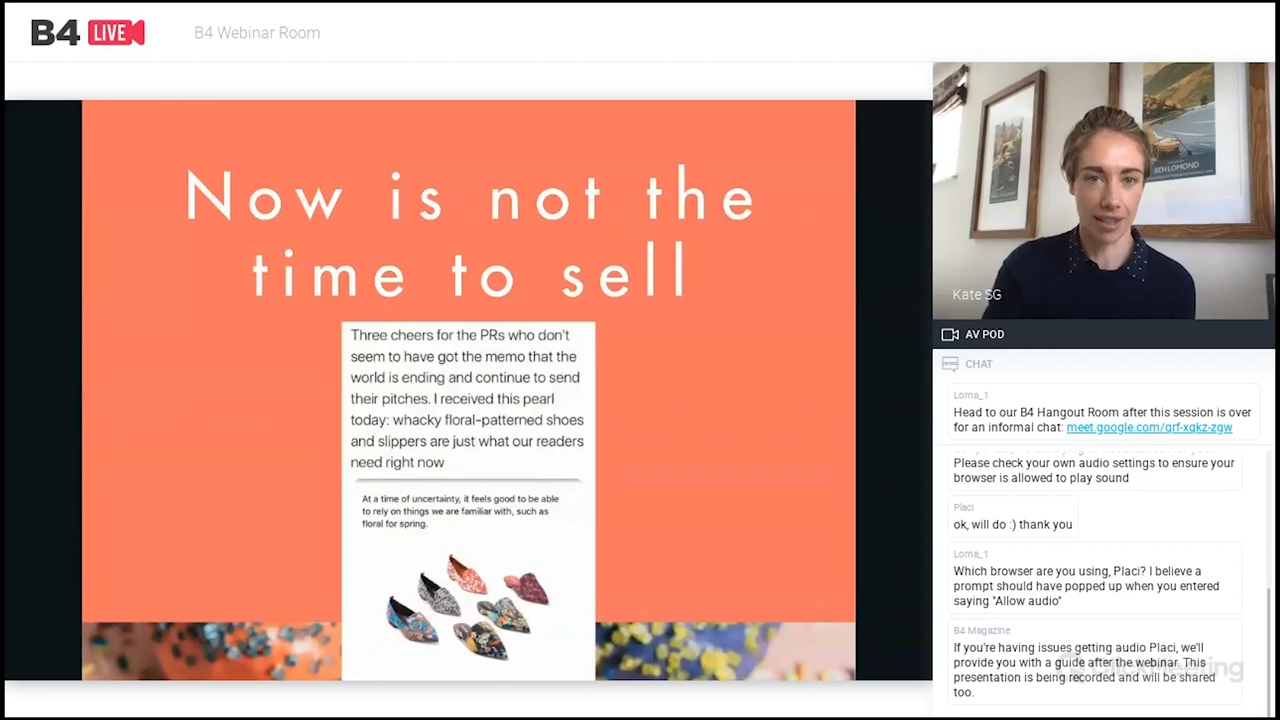 B4 LIVE
B4 Webinar Room
Now is not the
time to sell
Three cheers for the PRs who don't
seem to have got the memo that the
world is ending and continue to send
their pitches. I received this pearl
today: whacky floral-patterned shoes
and slippers are just what our readers
need right now
At a time of uncertainty, it feels good to be able
to rely on things we are familiar with, such as
floral for spring.
BEN LOMOND
Kate SG
AV POD
CHAT
Lorna_1
Head to our B4 Hangout Room after this session is over
for an informal chat: meet.google.com/qrf-xqkz-zgw
Please check your own audio settings to ensure your
browser is allowed to play sound
Placi
ok, will do :) thank you
Lorna_1
Which browser are you using, Placi? I believe a
prompt should have popped up when you entered
saying "Allow audio"
B4 Magazine
If you're having issues getting audio Placi, we'll
provide you with a guide after the webinar. This
presentation is being recorded and will be shared
too.